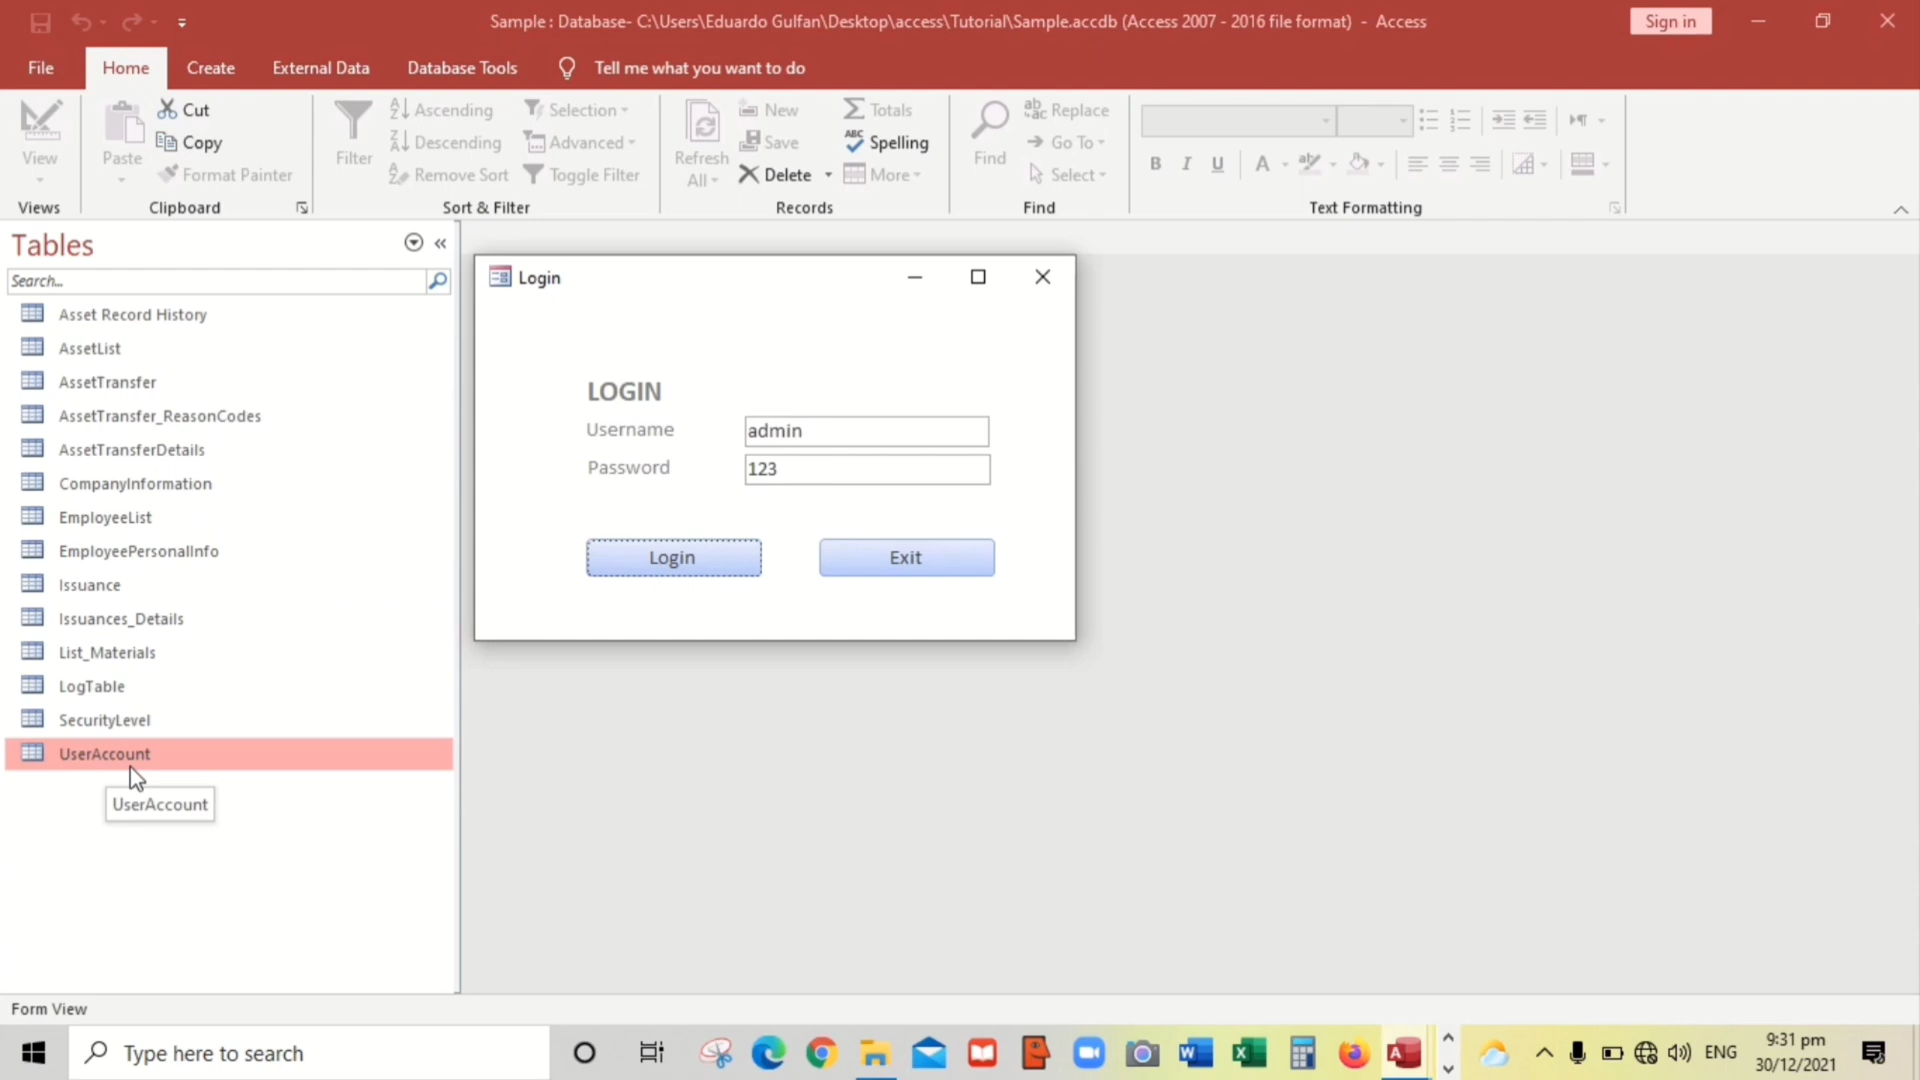 Sample : Database- C:\Users\Eduardo Gulfan\Desktop\access\Tutorial\Sample.accdb (Access 2007 - 2016 file format) - Access
Sign in
File
Home
Create
External Data
Database Tools
Tell me what you want to do
View
Paste
Cut
Copy
Format Painter
Filter
Ascending
Descending
Remove Sort
Selection
Advanced
Toggle Filter
Refresh
All
New
Save
Delete
Totals
Spelling
More
Find
Replace
Go To
Select
B I U A
Views
Clipboard
Sort & Filter
Records
Find
Text Formatting
Tables
Search...
Asset Record History
AssetList
AssetTransfer
AssetTransfer_ReasonCodes
AssetTransferDetails
CompanyInformation
EmployeeList
EmployeePersonalInfo
Issuance
Issuances_Details
List_Materials
LogTable
SecurityLevel
UserAccount
UserAccount
Login
LOGIN
Username
admin
Password
123
Login
Exit
Form View
Type here to search
ENG
9:31 pm
30/12/2021